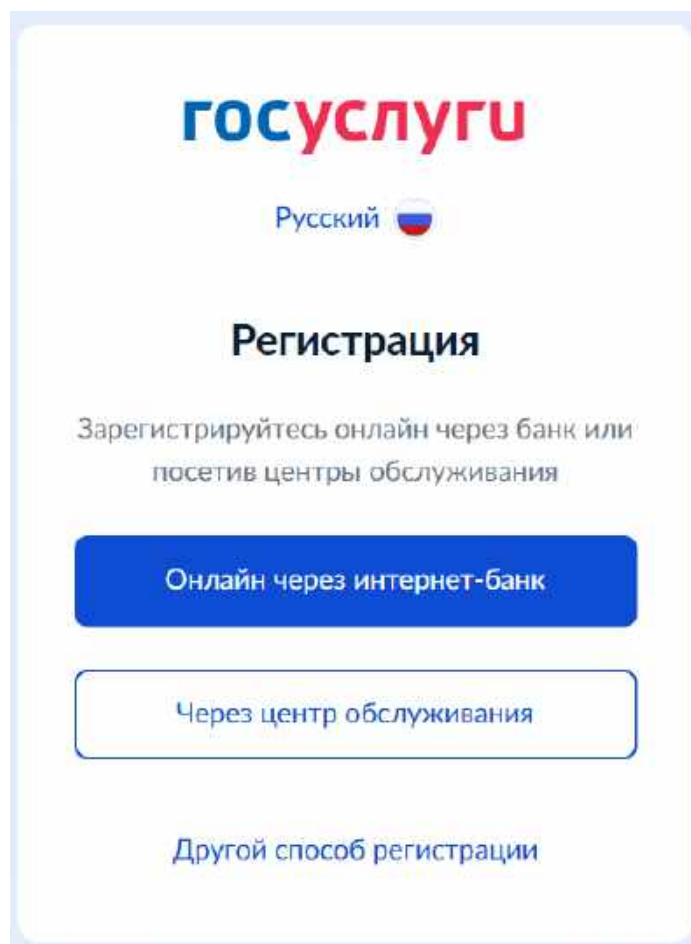 госуслуги
Русский
Регистрация
Зарегистрируйтесь онлайн через банк или
посетив центры обслуживания
Онлайн через интернет-банк
Через центр обслуживания
Другой способ регистрации